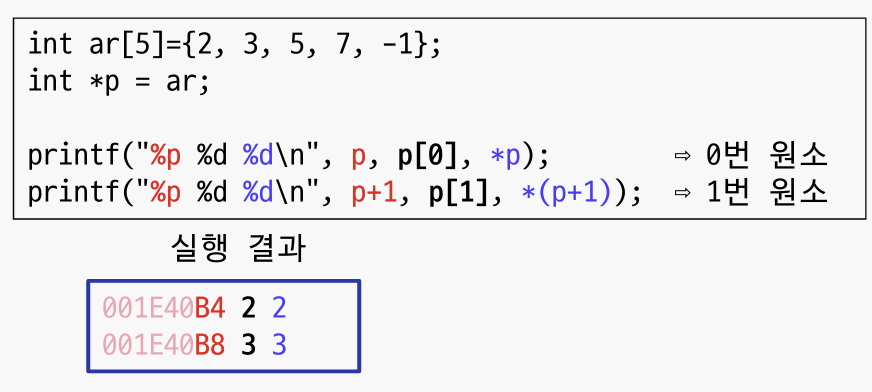 int ar[5]={2, 3, 5, 7, -1};
int *p = ar;
printf("%p %d %d\n", p, p[0], *p); ⇨ 0번 원소
printf("%p %d %d\n", p+1, p[1], *(p+1)); ⇨ 1번 원소
실행 결과
001E40B4 2 2
001E40B8 3 3